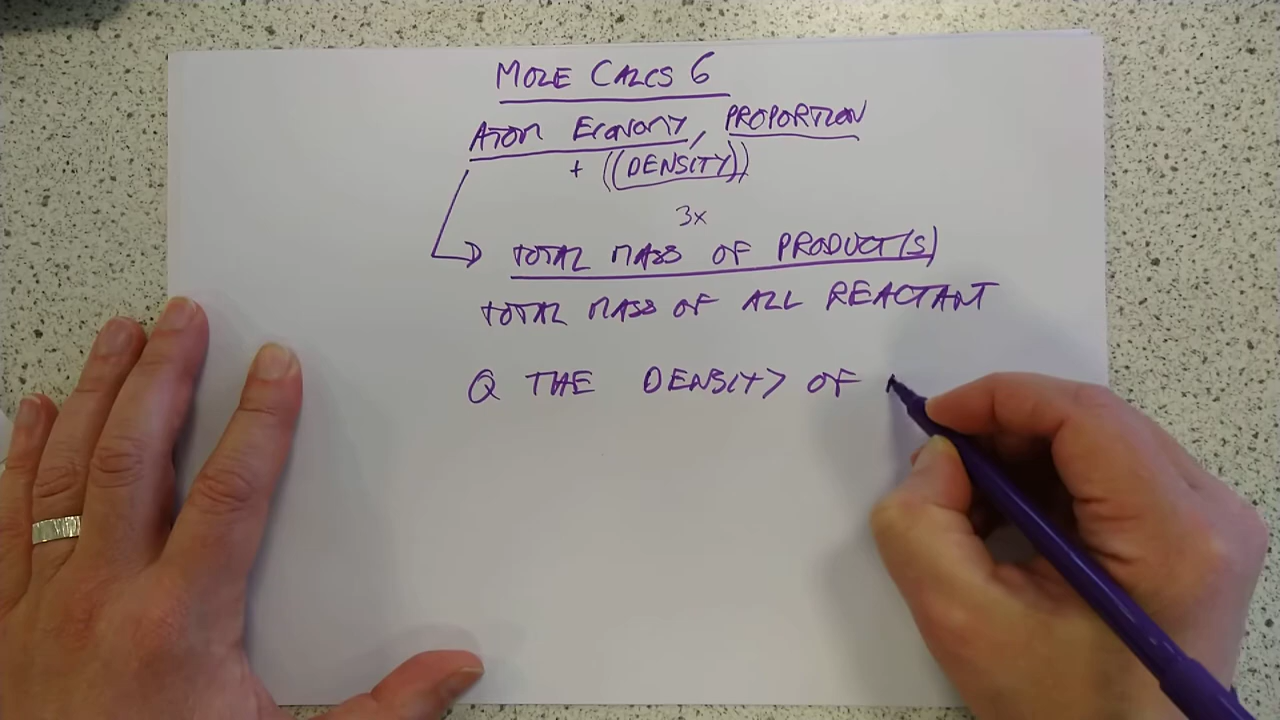 MOLE CALCS 6
ATOM ECONOMY, PROPORTION
+ ((DENSITY))
3x
TOTAL MASS OF PRODUCT(S)
TOTAL MASS OF ALL REACTANT
Q THE DENSITY OF